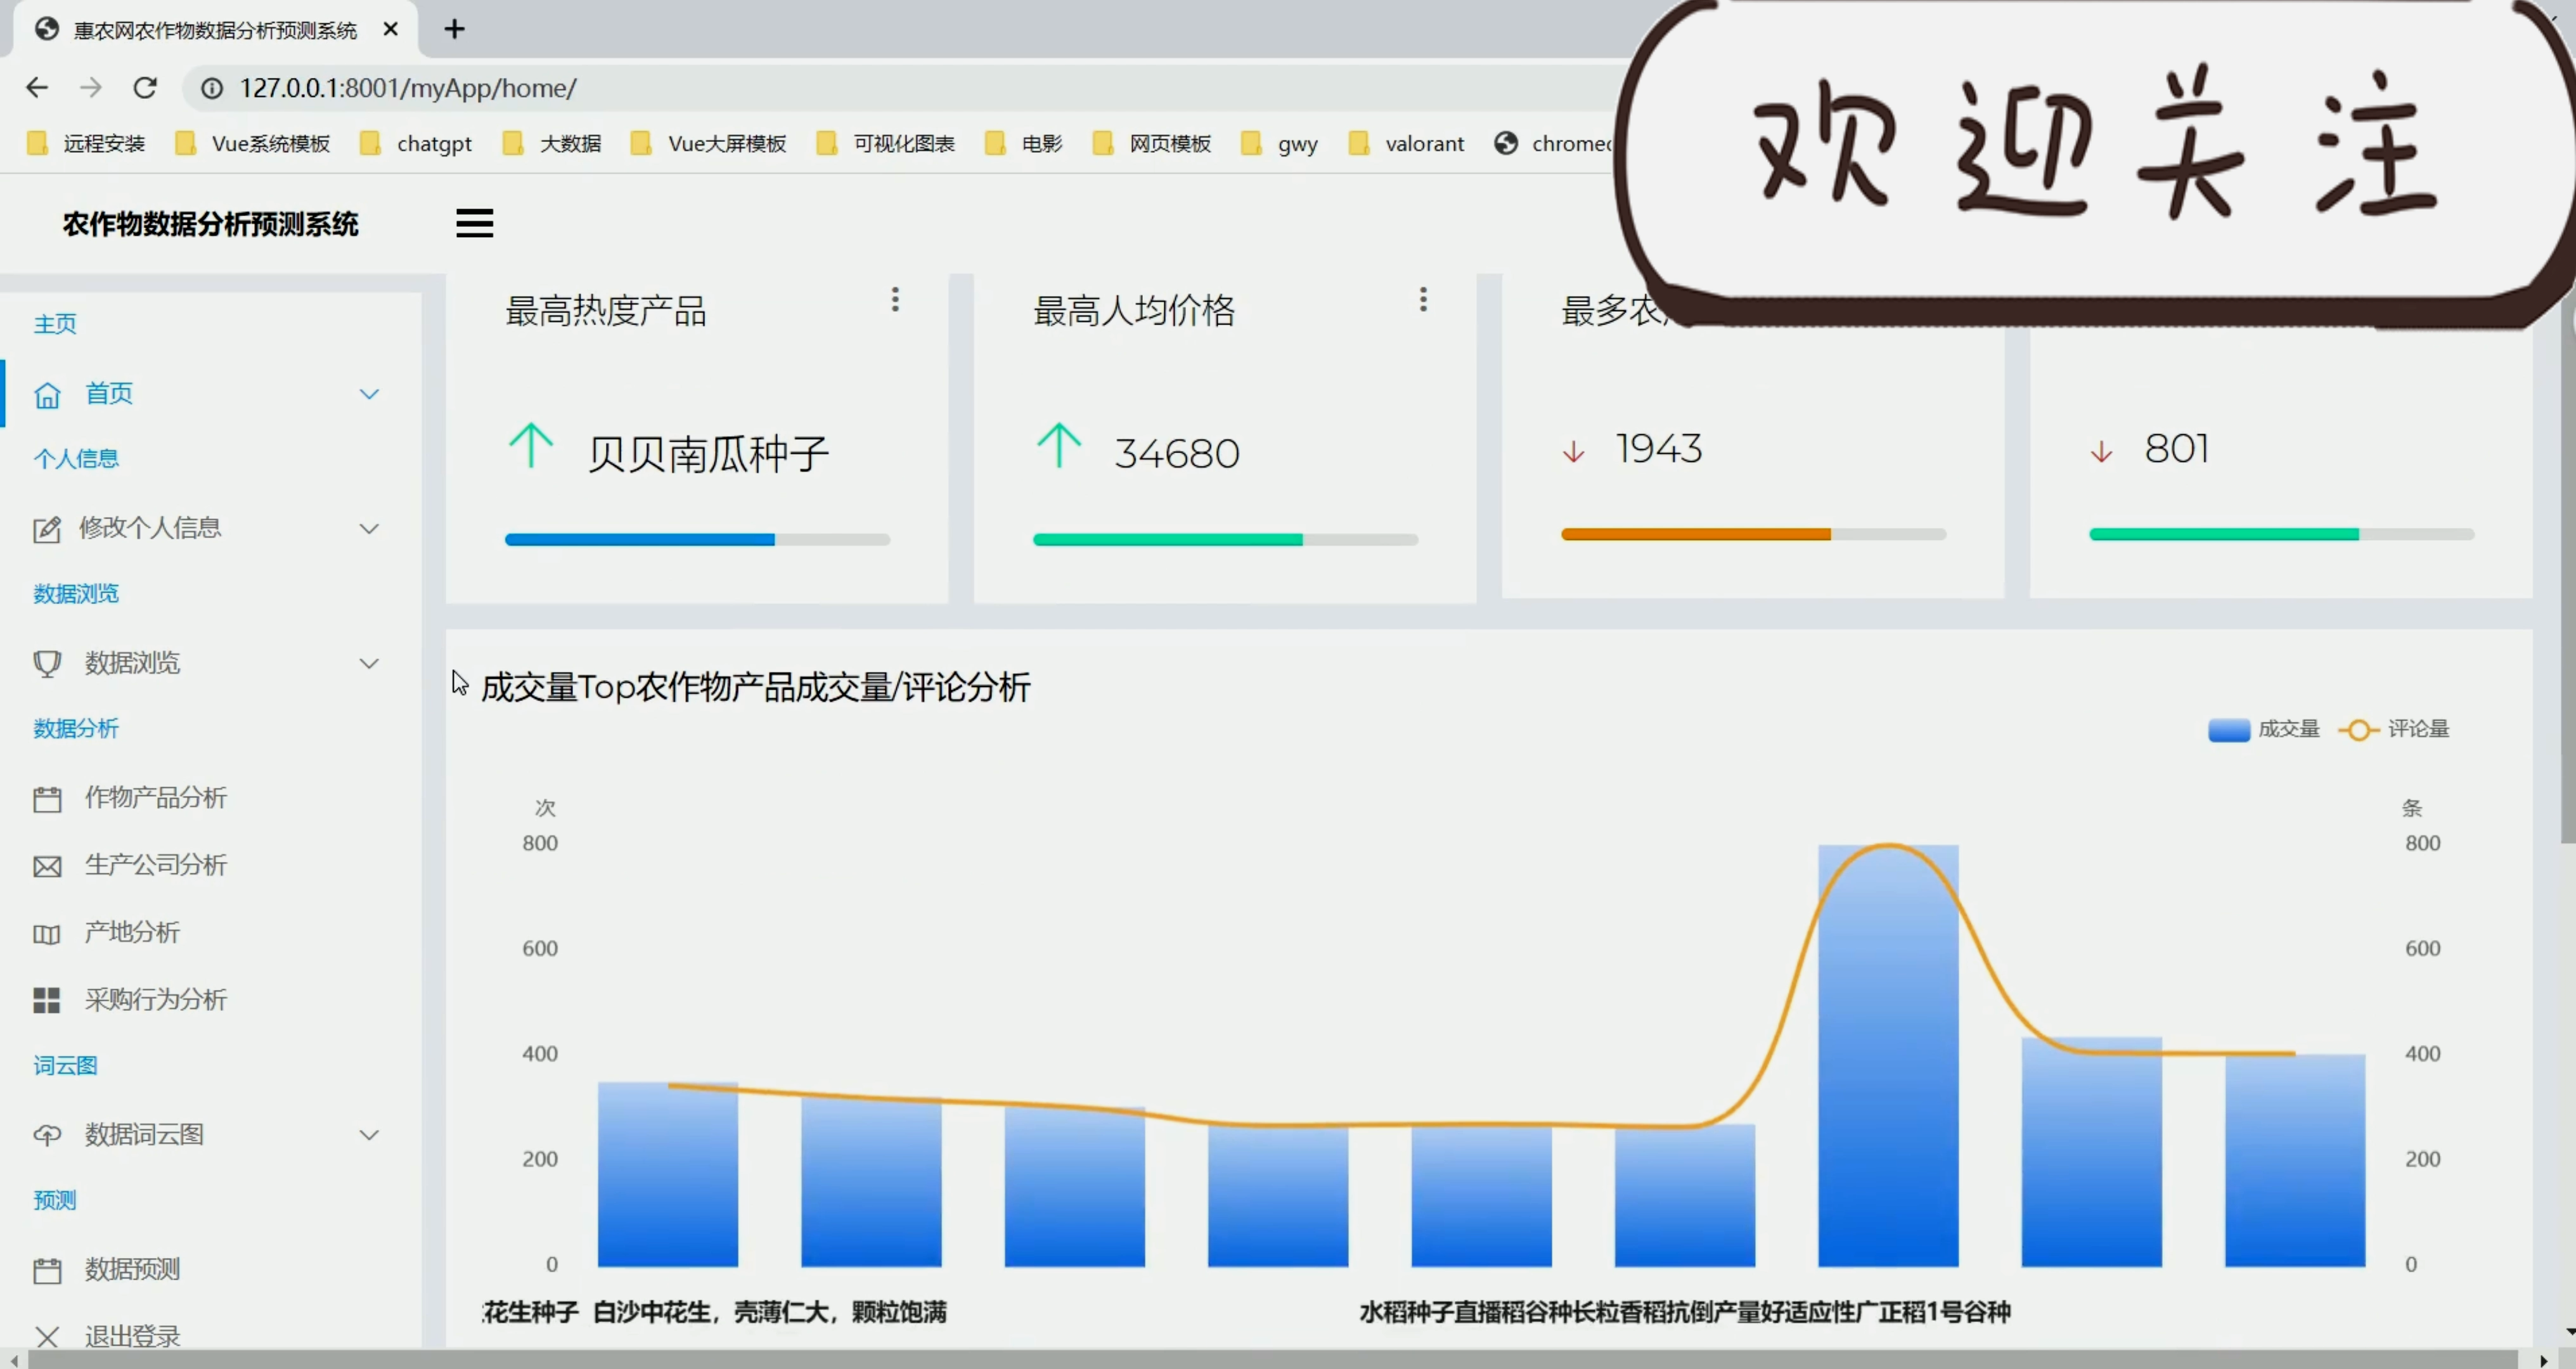 惠农网农作物数据分析预测系统
127.0.0.1:8001/myApp/home/
远程安装 Vue系统模板 chatgpt 大数据 Vue大屏模板 可视化图表 电影 网页模板 gwy valorant
欢迎关注
农作物数据分析预测系统
主页
首页
个人信息
修改个人信息
数据浏览
数据浏览
数据分析
作物产品分析
生产公司分析
产地分析
采购行为分析
词云图
数据词云图
预测
数据预测
退出登录
最高热度产品
贝贝南瓜种子
最高人均价格
34680
最多农
1943
801
成交量Top农作物产品成交量/评论分析
成交量 评论量
次 条
800 800
600 600
400 400
200 200
0 0
花生种子 白沙中花生，壳薄仁大，颗粒饱满
水稻种子直播稻谷种长粒香稻抗倒产量好适应性广正稻1号谷种